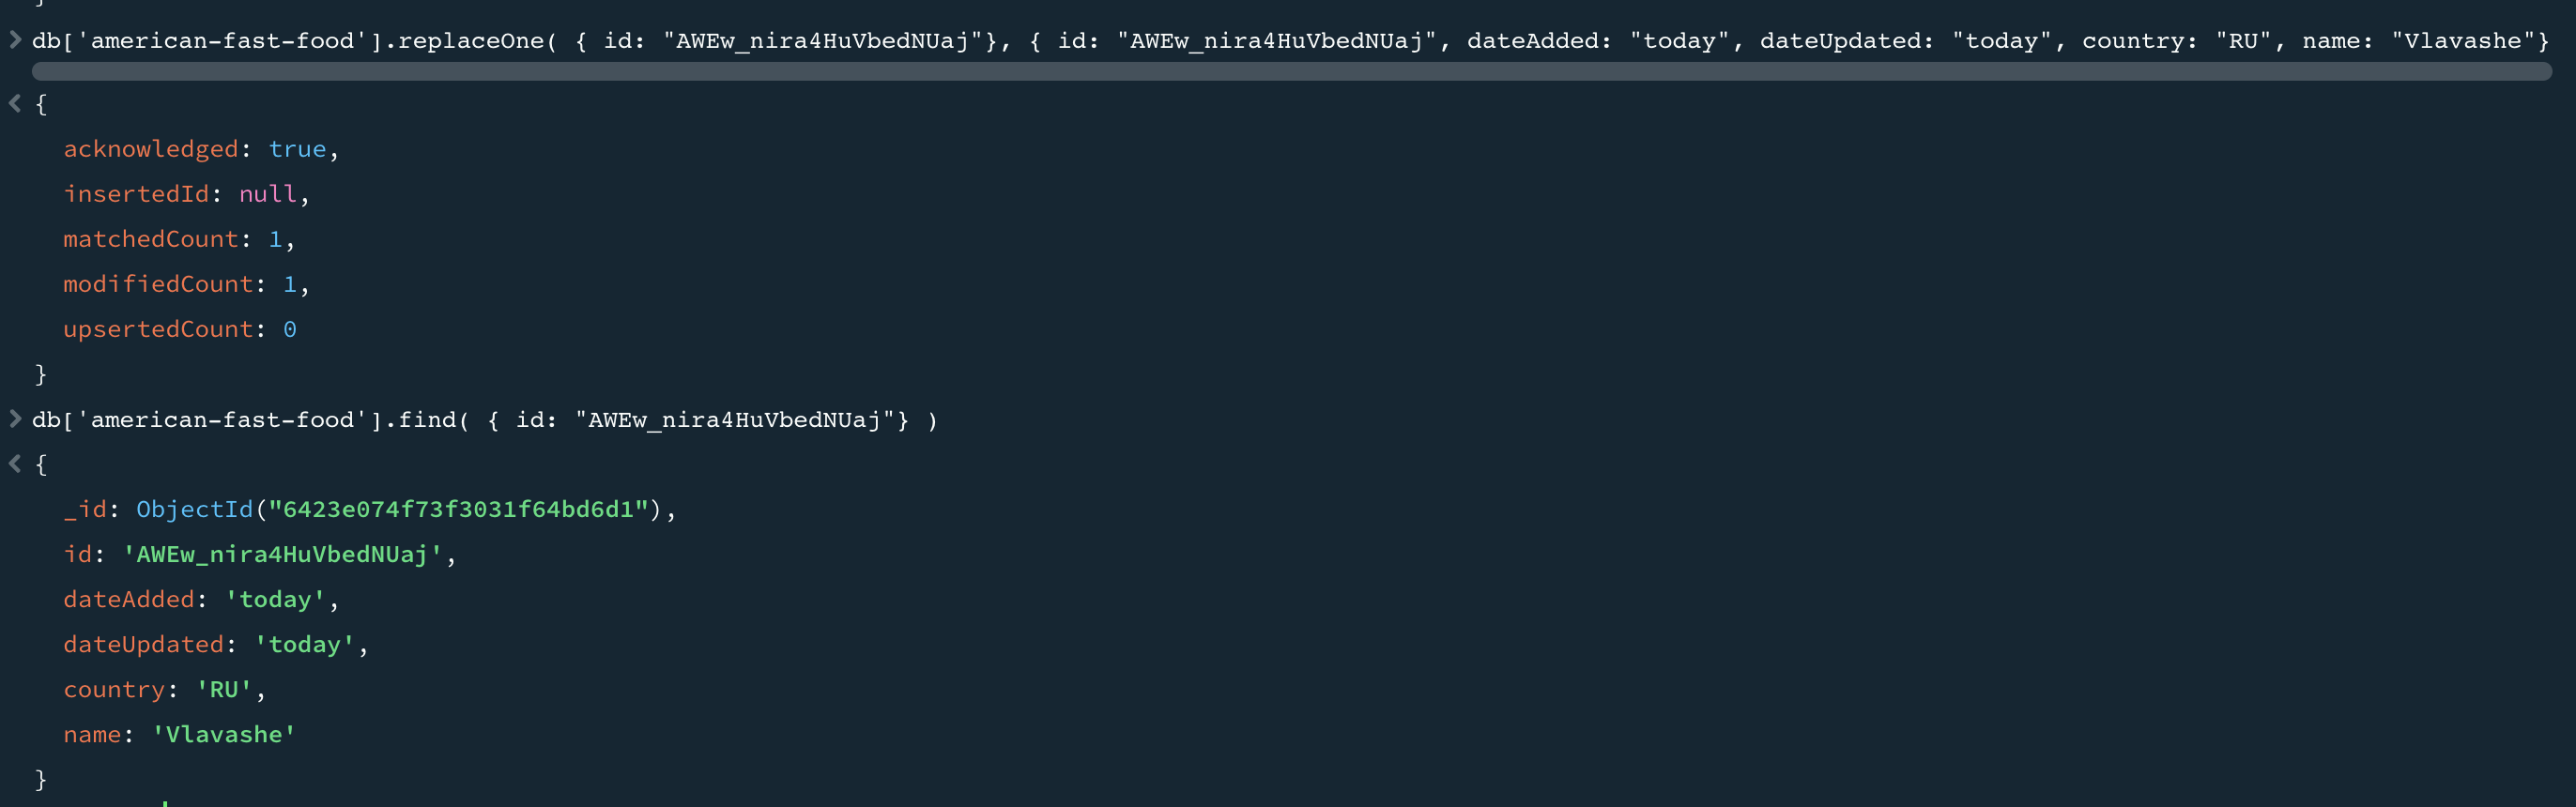 }
> db['american-fast-food'].replaceOne( { id: "AWEw_nira4HuVbedNUaj"}, { id: "AWEw_nira4HuVbedNUaj", dateAdded: "today", dateUpdated: "today", country: "RU", name: "Vlavashe"}
< {
acknowledged: true,
insertedId: null,
matchedCount: 1,
modifiedCount: 1,
upsertedCount: 0
}
> db['american-fast-food'].find( { id: "AWEw_nira4HuVbedNUaj"} )
< {
_id: ObjectId("6423e074f73f3031f64bd6d1"),
id: 'AWEw_nira4HuVbedNUaj',
dateAdded: 'today',
dateUpdated: 'today',
country: 'RU',
name: 'Vlavashe'
}